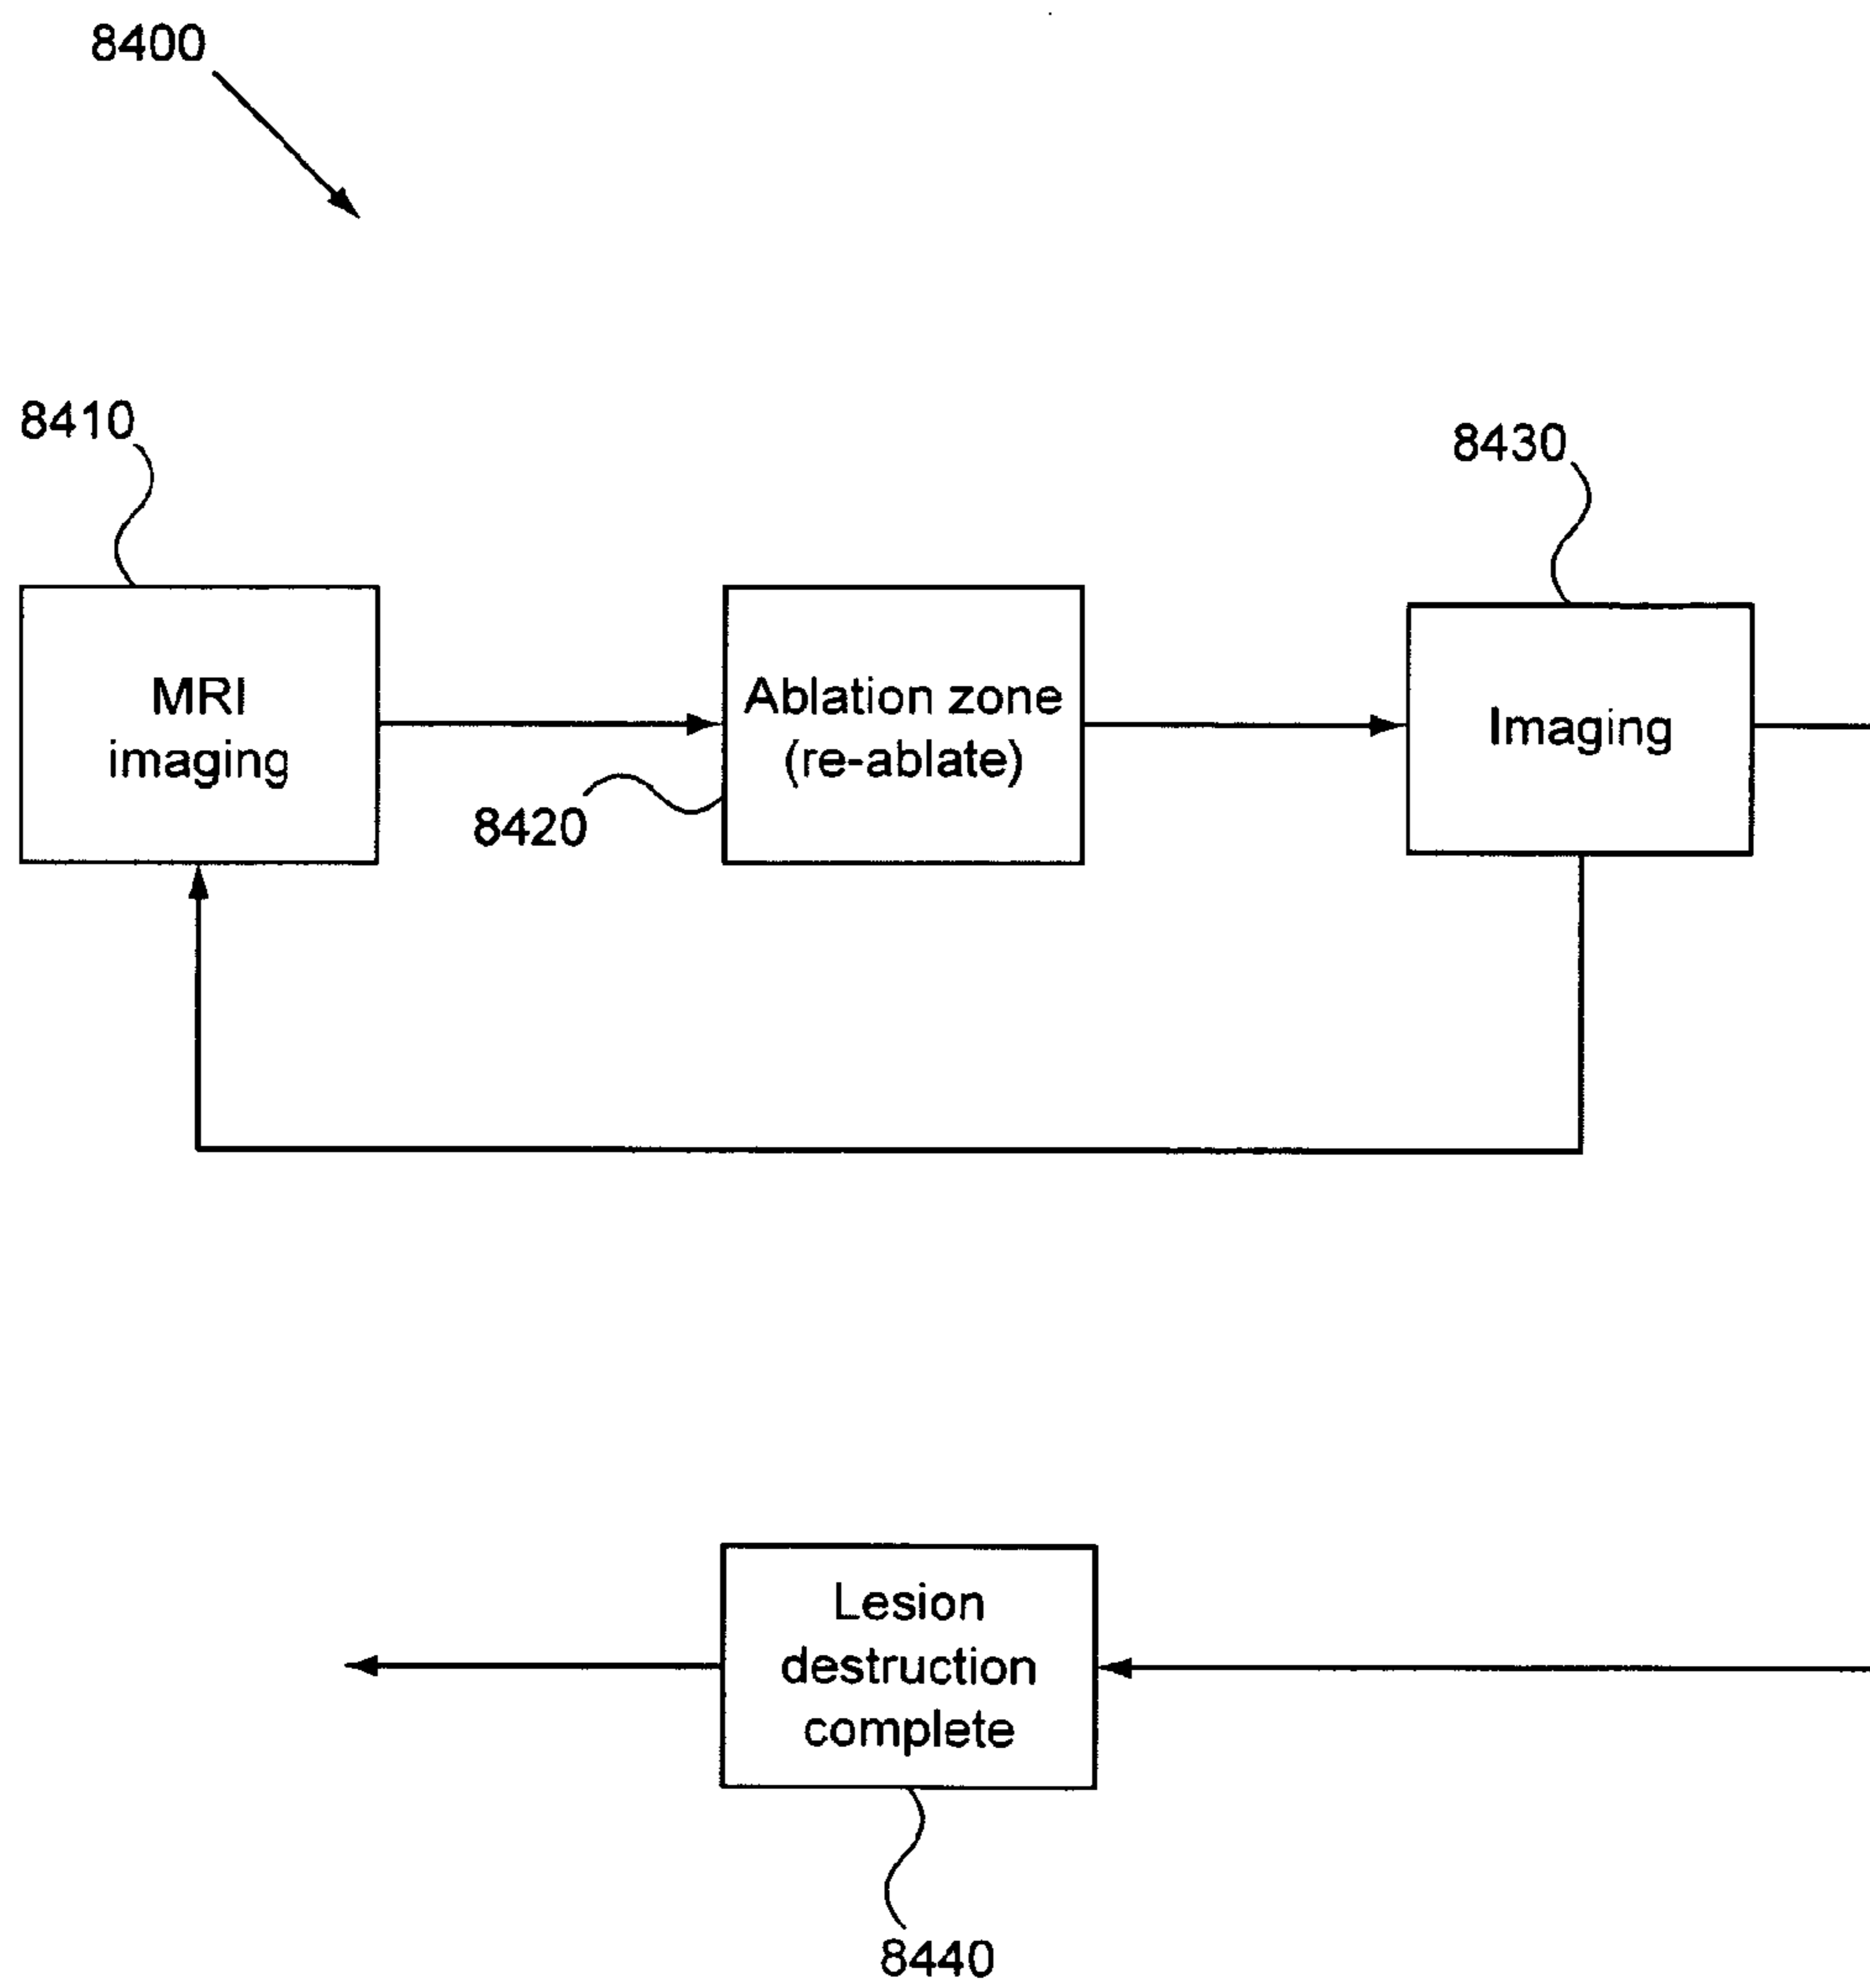 8400
8410
8430
MRI
imaging
Ablation zone
(re-ablate)
Imaging
8420
Lesion
destruction
complete
8440